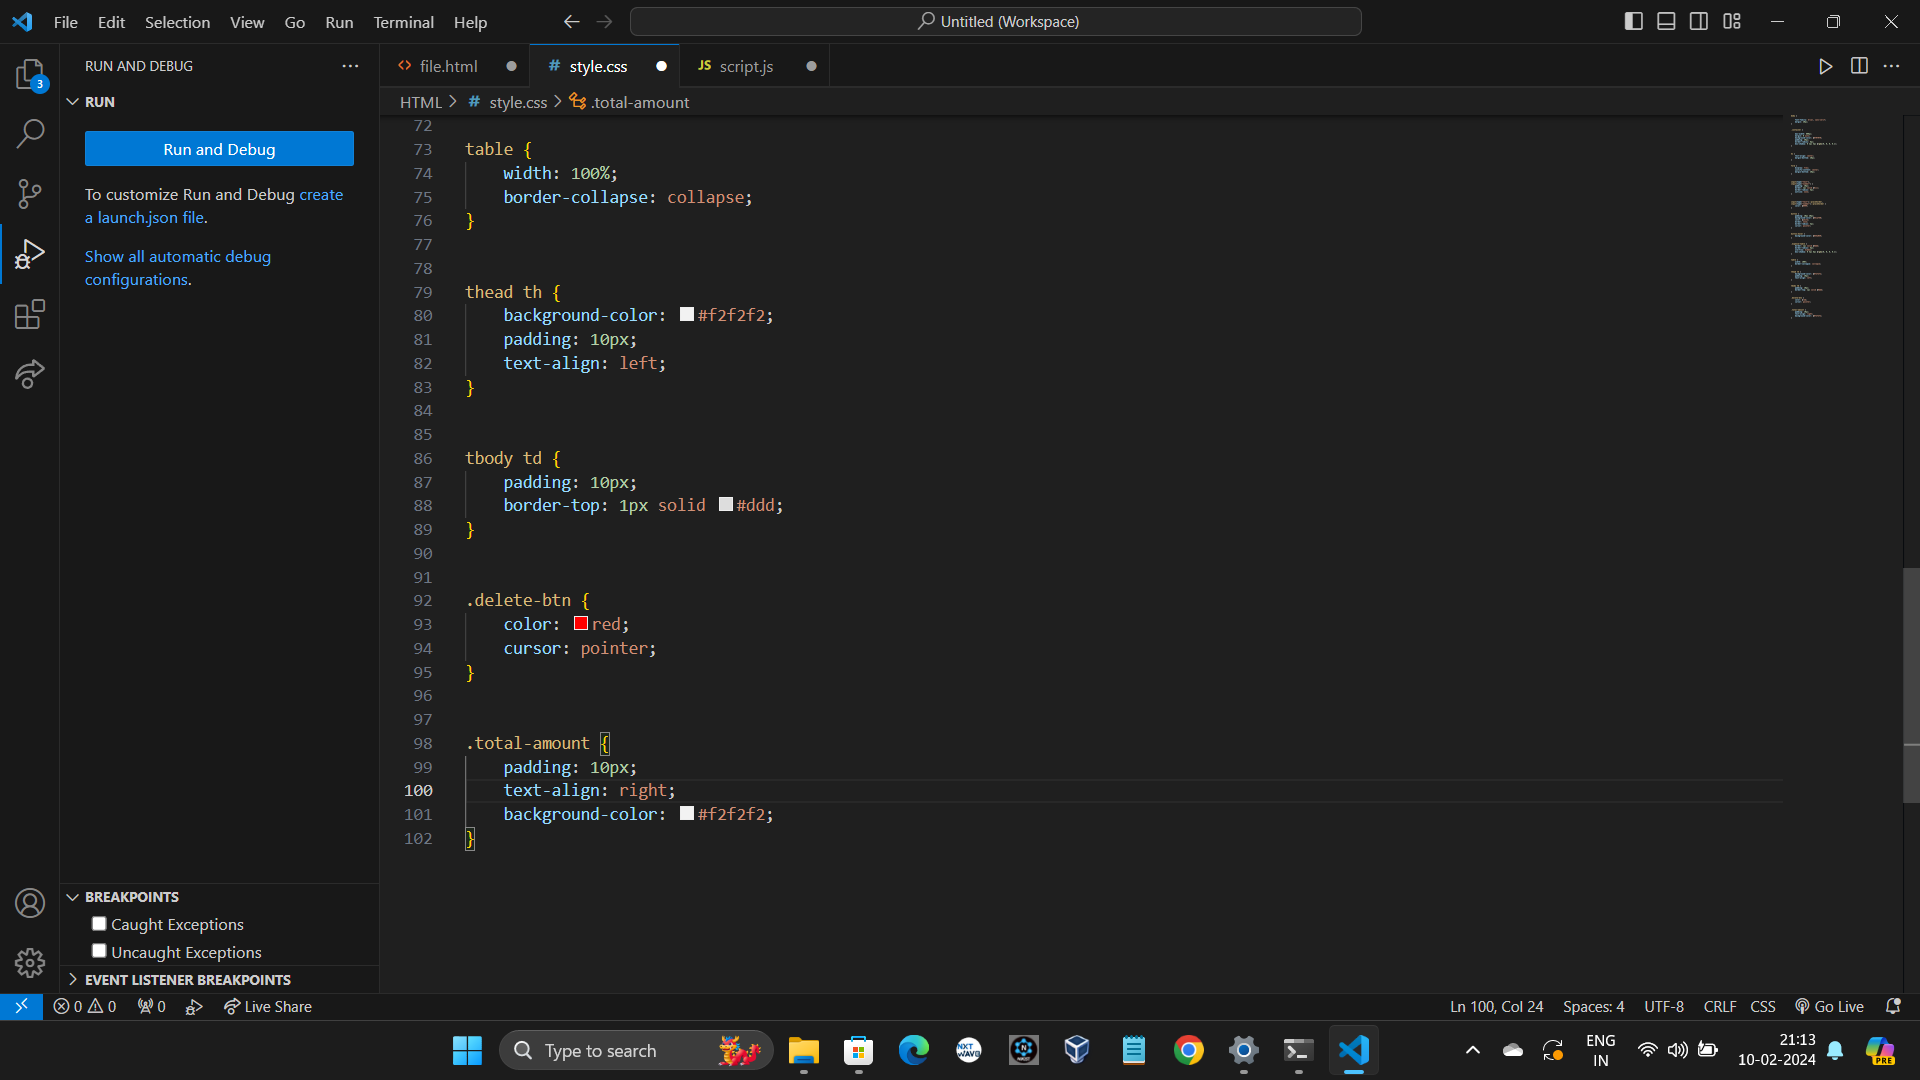 File Edit Selection View Go Run Terminal Help
Untitled (Workspace)
3
RUN AND DEBUG
RUN
Run and Debug
To customize Run and Debug create
a launch.json file.
Show all automatic debug
configurations.
file.html
# style.css
JS script.js
HTML > # style.css > .total-amount
72
73 table {
74 width: 100%;
75 border-collapse: collapse;
76 }
77
78
79 thead th {
80 background-color: #f2f2f2;
81 padding: 10px;
82 text-align: left;
83 }
84
85
86 tbody td {
87 padding: 10px;
88 border-top: 1px solid #ddd;
89 }
90
91
92 .delete-btn {
93 color: red;
94 cursor: pointer;
95 }
96
97
98 .total-amount {
99 padding: 10px;
100 text-align: right;
101 background-color: #f2f2f2;
102 }
BREAKPOINTS
Caught Exceptions
Uncaught Exceptions
EVENT LISTENER BREAKPOINTS
0 0 0 Live Share
Ln 100, Col 24 Spaces: 4 UTF-8 CRLF CSS Go Live
Type to search
NXT
WAVE
ENG
IN
21:13
10-02-2024
PRE